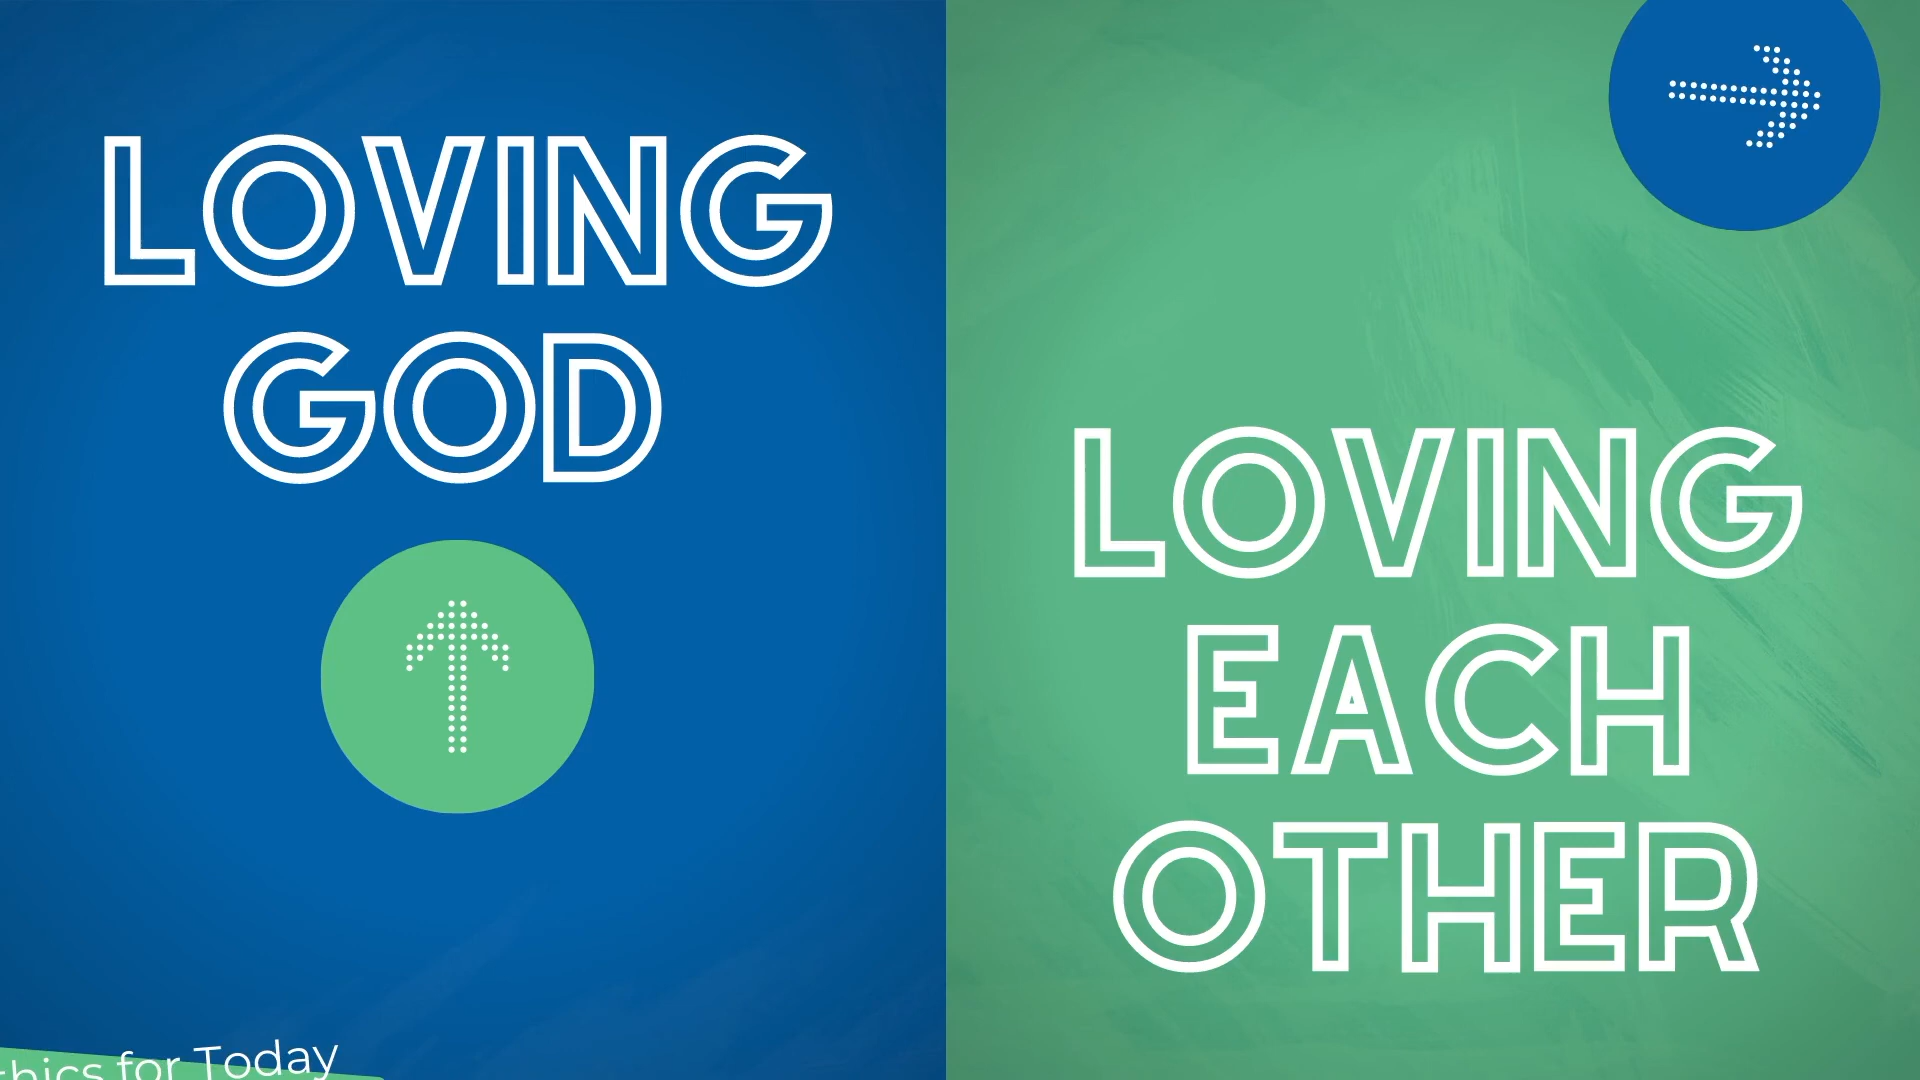 LOVING
GOD
for Today
LOVING
EACH
OTHER